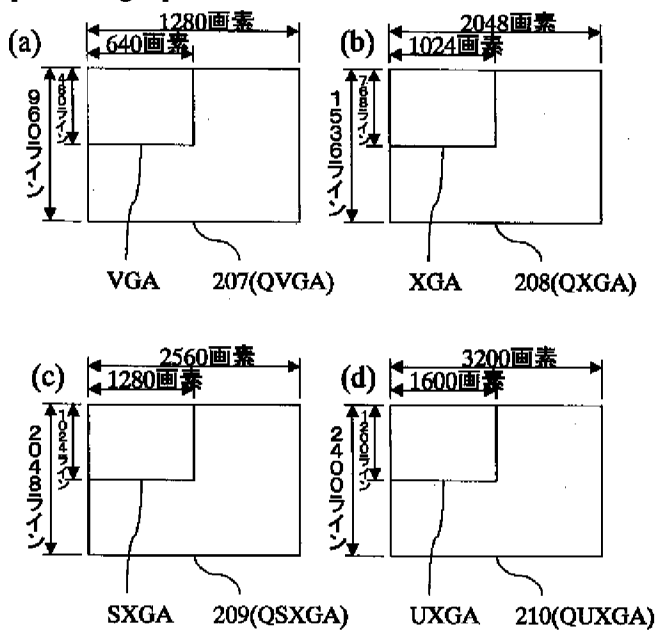 (a)
1280画素
640画素
960ライン
480ライン
VGA
207(QVGA)
(b)
2048画素
1024画素
1536ライン
768ライン
XGA
208(QXGA)
(c)
2560画素
1280画素
2048ライン
1024ライン
SXGA
209(QSXGA)
(d)
3200画素
1600画素
2400ライン
1200ライン
UXGA
210(QUXGA)